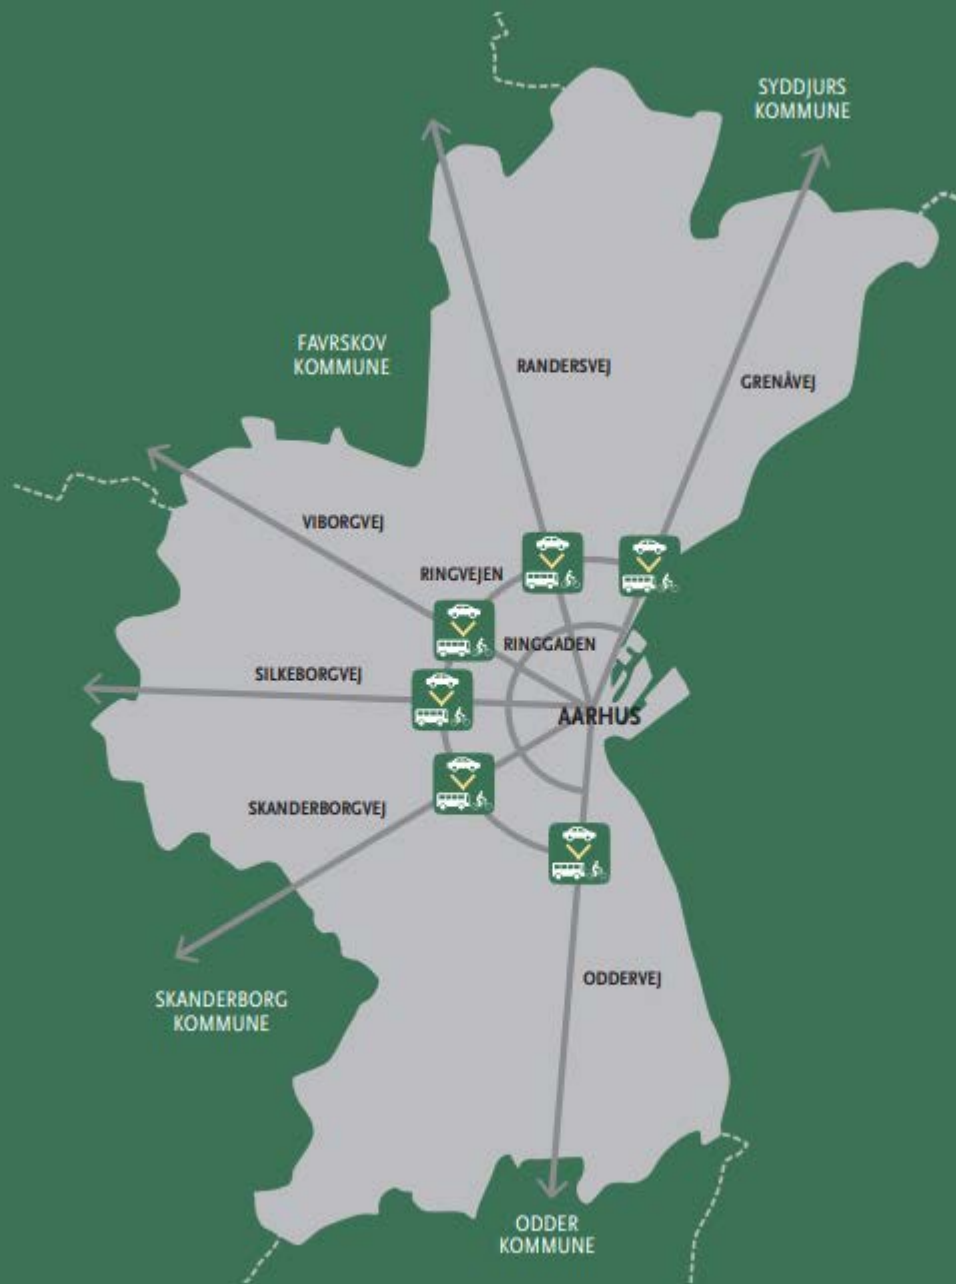 SYDDJURS
KOMMUNE
FAVRSKOV
KOMMUNE
RANDERSVEJ
GRENÅVEJ
VIBORGVEJ
RINGVEJEN
RINGGADEN
SILKEBORGVEJ
AARHUS
SKANDERBORGVEJ
ODDERVEJ
SKANDERBORG
KOMMUNE
ODDER
KOMMUNE